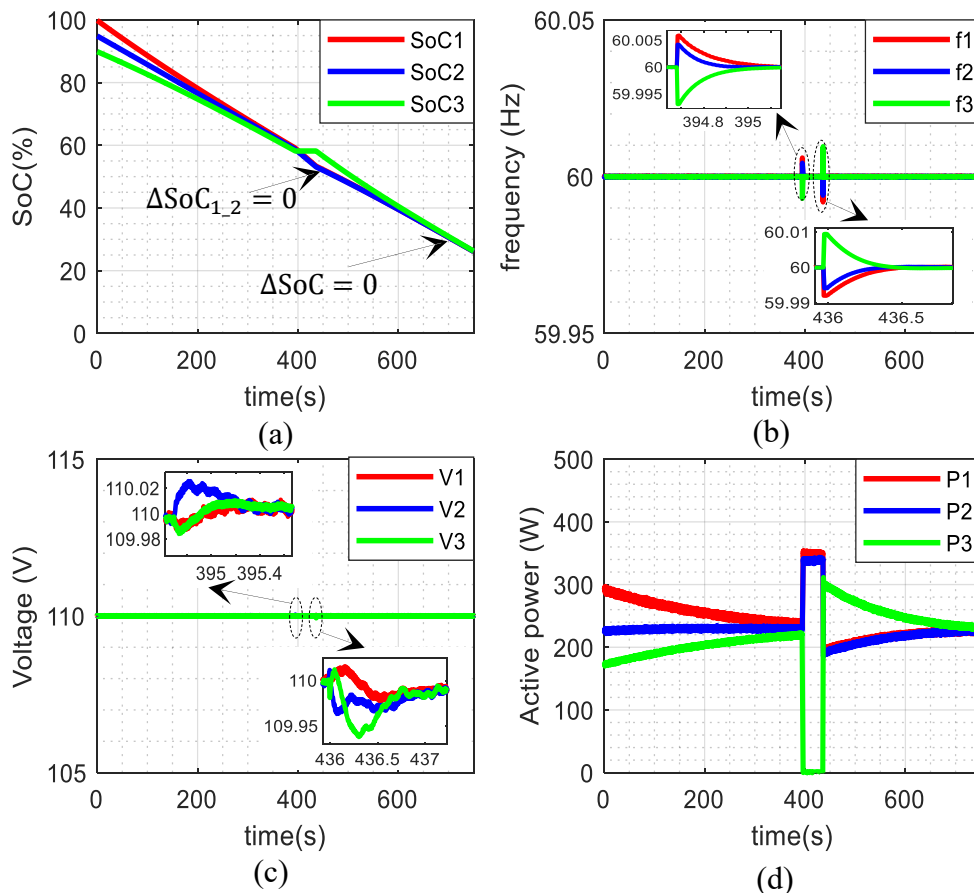 100
80
60
40
20
0
SoC(%)
SoC1
SoC2
SoC3
ΔSoC1_2 = 0
ΔSoC = 0
0 200 400 600
time(s)
(a)
60.05
60
59.95
frequency (Hz)
f1
f2
f3
60.005
60
59.995
394.8 395
60.01
60
59.99
436 436.5
0 200 400 600
time(s)
(b)
115
110
105
Voltage (V)
V1
V2
V3
110.02
110
109.98
395 395.4
110
109.95
436 436.5 437
0 200 400 600
time(s)
(c)
500
400
300
200
100
0
Active power (W)
P1
P2
P3
0 200 400 600
time(s)
(d)